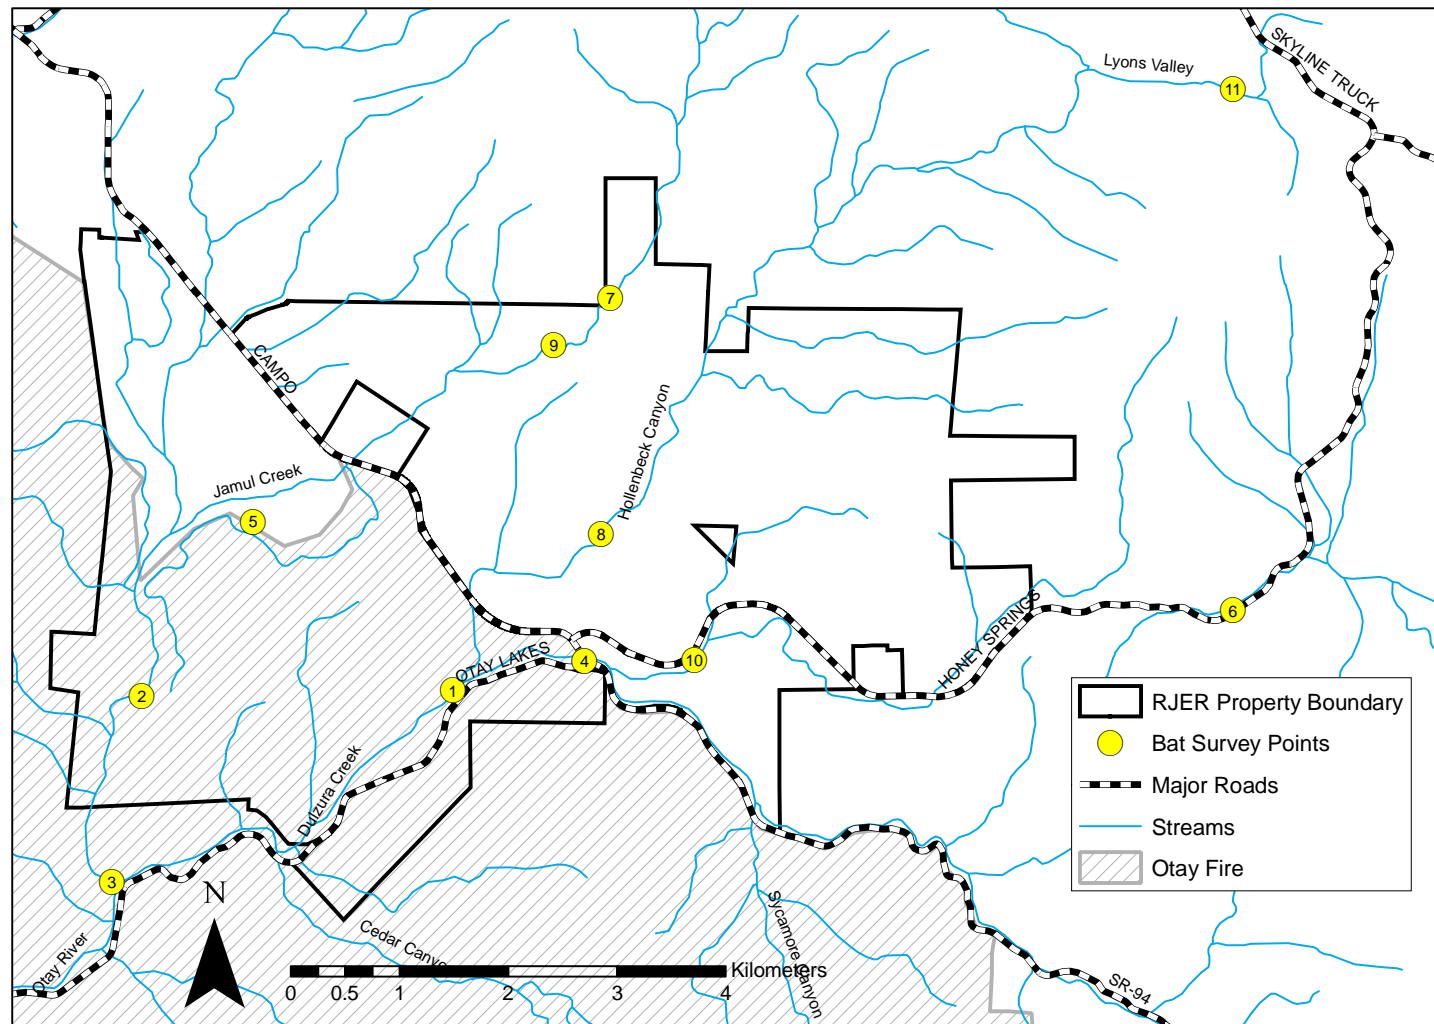 Lyons Valley
11
SKYLINE TRUCK
7
9
CAMPO
Hollenbeck Canyon
Jamul Creek
5
8
6
HONEY SPRINGS
OTAY LAKES
4
10
1
2
RJER Property Boundary
Bat Survey Points
Major Roads
Streams
Otay Fire
Dulzura Creek
3
N
Otay River
Cedar Canyo
Sycamore Canyon
Kilometers
0 0.5 1 2 3 4
SR-94